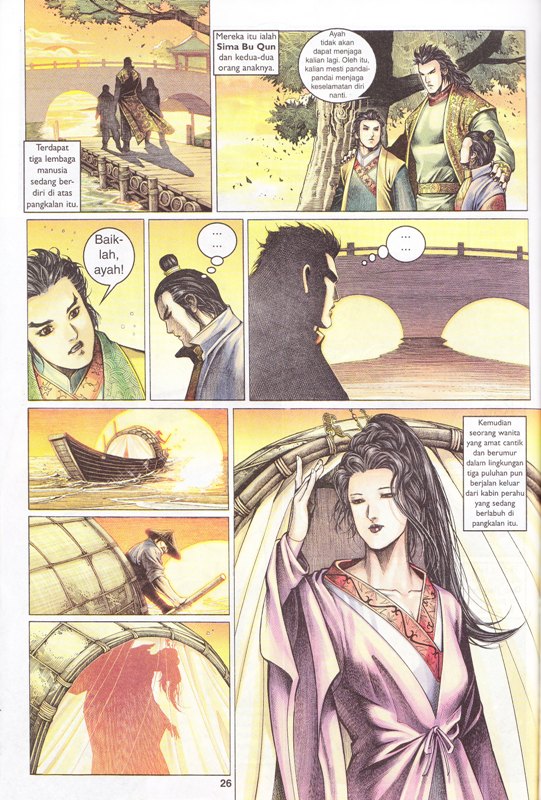 Terdapat
tiga lembaga
manusia
sedang ber-
diri di atas
pangkalan itu.
Mereka itu ialah
Sima Bu Qun
dan kedua-dua
orang anaknya.
Ayah
tidak akan
dapat menjaga
kalian lagi. Oleh itu,
kalian mesti pandai-
pandai menjaga
keselamatan diri
nanti.
Baik-
lah,
ayah!
...
...
...
...
Kemudian
seorang wanita
yang amat cantik
dan berumur
dalam lingkungan
tiga puluhan pun
berjalan keluar
dari kabin perahu
yang sedang
berlabuh di
pangkalan itu.
26